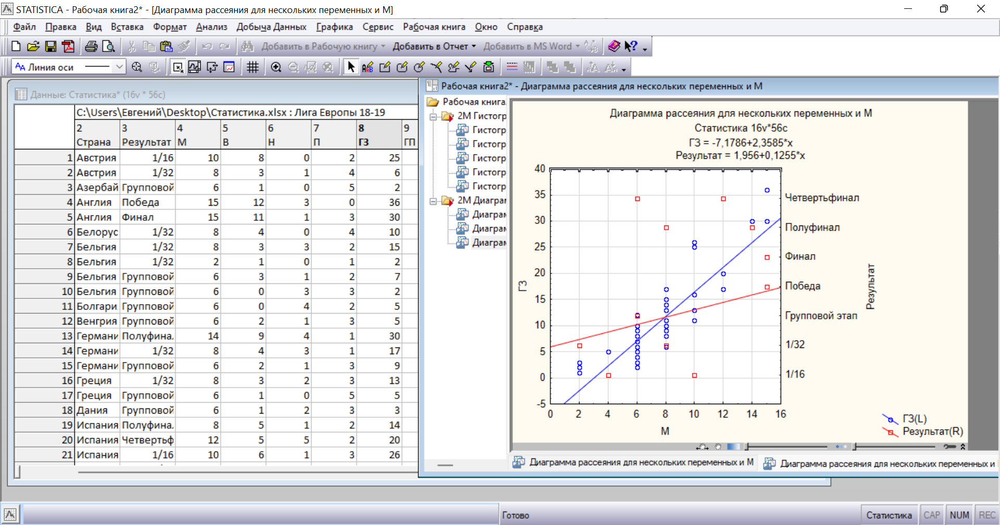 STATISTICA - Рабочая книга2* - [Диаграмма рассеяния для нескольких переменных и М]
Файл Правка Вид Вставка Формат Анализ Добыча Данных Графика Сервис Рабочая книга Окно Справка
Добавить в Рабочую книгу Добавить в Отчет Добавить в MS Word
Линия оси
Данные: Статистика* (16v * 56c)
C:\Users\Евгений\Desktop\Статистика.xlsx : Лига Европы 18-19
2 3 4 5 6 7 8 9
Страна Результат М В Н П ГЗ ГП
1 Австрия 1/16 10 8 0 2 25
2 Австрия 1/32 8 3 1 4 6
3 Азербай Групповой 6 1 0 5 2
4 Англия Победа 15 12 3 0 36
5 Англия Финал 15 11 1 3 30
6 Белорус 1/32 8 4 0 4 10
7 Бельгия 1/32 8 3 3 2 15
8 Бельгия 1/32 2 1 0 1 2
9 Бельгия Групповой 6 3 1 2 7
10 Бельгия Групповой 6 0 3 3 2
11 Болгари Групповой 6 0 4 2 5
12 Венгрия Групповой 6 2 1 3 5
13 Германи Полуфина. 14 9 4 1 30
14 Германи 1/32 8 4 3 1 17
15 Германи Групповой 6 2 1 3 9
16 Греция 1/32 8 3 2 3 13
17 Греция Групповой 6 1 0 5 5
18 Дания Групповой 6 1 2 3 3
19 Испания Полуфина. 8 5 1 2 14
20 Испания Четвертьф 12 5 5 2 20
21 Испания 1/16 10 6 1 3 26
Рабочая книга2* - Диаграмма рассеяния для нескольких переменных и М
Рабочая книга
2М Гистогр
Гистогр
Гистогр
Гистогр
Гистогр
Гистогр
2М Диаграм
Диаграм
Диаграм
Диаграм
Диаграмма рассеяния для нескольких переменных и М
Статистика 16v*56c
ГЗ = -7,1786+2,3585*x
Результат = 1,956+0,1255*x
40
35
30
25
20
15
10
5
0
-5
ГЗ
0 2 4 6 8 10 12 14 16
М
Четвертьфинал
Полуфинал
Финал
Победа
Групповой этап
1/32
1/16
Результат
ГЗ(L)
Результат(R)
Диаграмма рассеяния для нескольких переменных и М
Диаграмма рассеяния для нескольких переменных и
Готово
Статистика CAP NUM REC